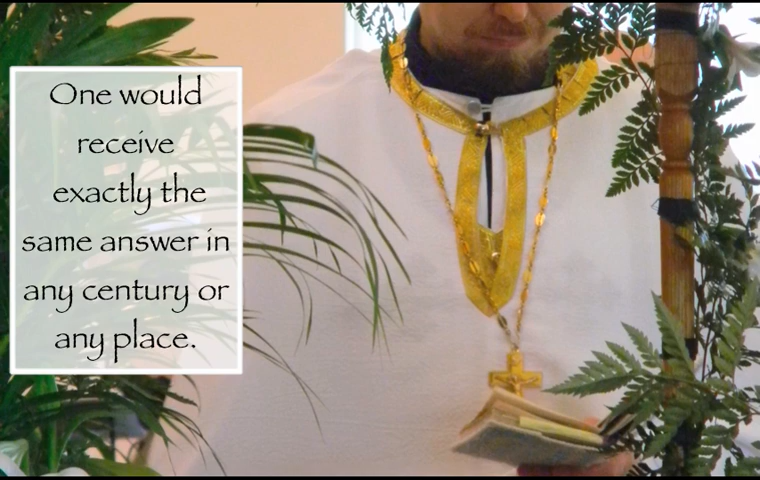 One would
receive
exactly the
same answer in
any century or
any place.